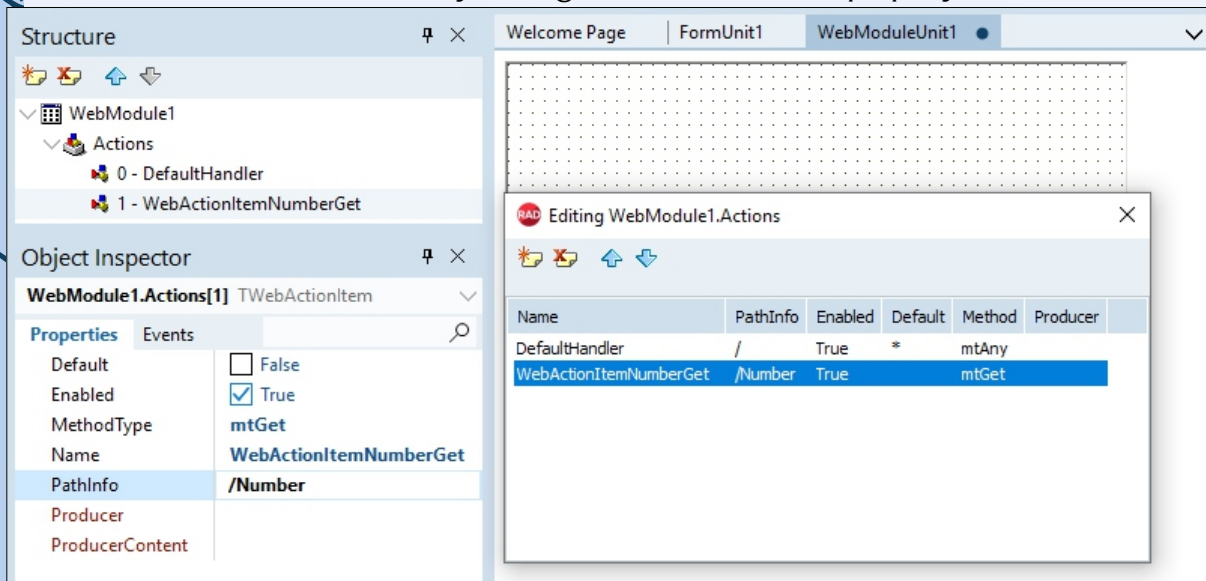 Structure
WebModule1
Actions
0 - DefaultHandler
1 - WebActionItemNumberGet
Object Inspector
WebModule1.Actions[1] TWebActionItem
Properties Events
Default False
Enabled True
MethodType mtGet
Name WebActionItemNumberGet
PathInfo /Number
Producer
ProducerContent
Welcome Page FormUnit1 WebModuleUnit1
RAD Editing WebModule1.Actions
Name PathInfo Enabled Default Method Producer
DefaultHandler / True * mtAny
WebActionItemNumberGet /Number True mtGet